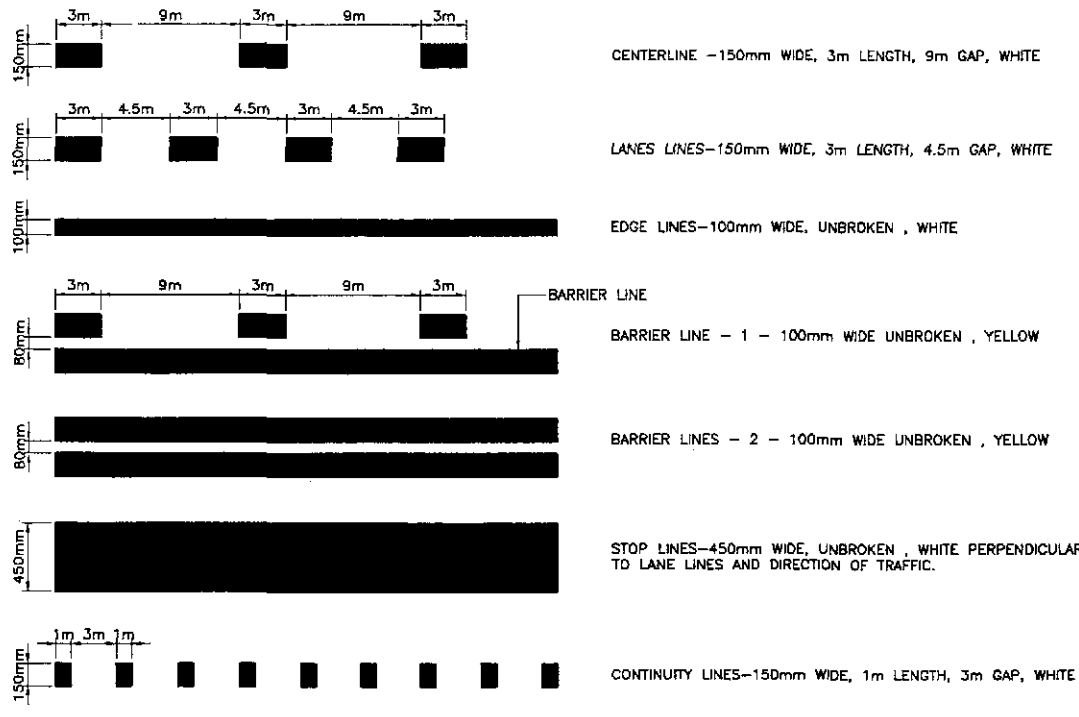 3m 9m 3m 9m 3m
150mm
CENTERLINE -150mm WIDE, 3m LENGTH, 9m GAP, WHITE
3m 4.5m 3m 4.5m 3m 4.5m 3m
150mm
LANES LINES-150mm WIDE, 3m LENGTH, 4.5m GAP, WHITE
100mm
EDGE LINES-100mm WIDE, UNBROKEN , WHITE
3m 9m 3m 9m 3m
BARRIER LINE
80mm
BARRIER LINE - 1 - 100mm WIDE UNBROKEN , YELLOW
80mm
BARRIER LINES - 2 - 100mm WIDE UNBROKEN , YELLOW
450mm
STOP LINES-450mm WIDE, UNBROKEN , WHITE PERPENDICULAR
TO LANE LINES AND DIRECTION OF TRAFFIC.
1m 3m 1m
150mm
CONTINUITY LINES-150mm WIDE, 1m LENGTH, 3m GAP, WHITE